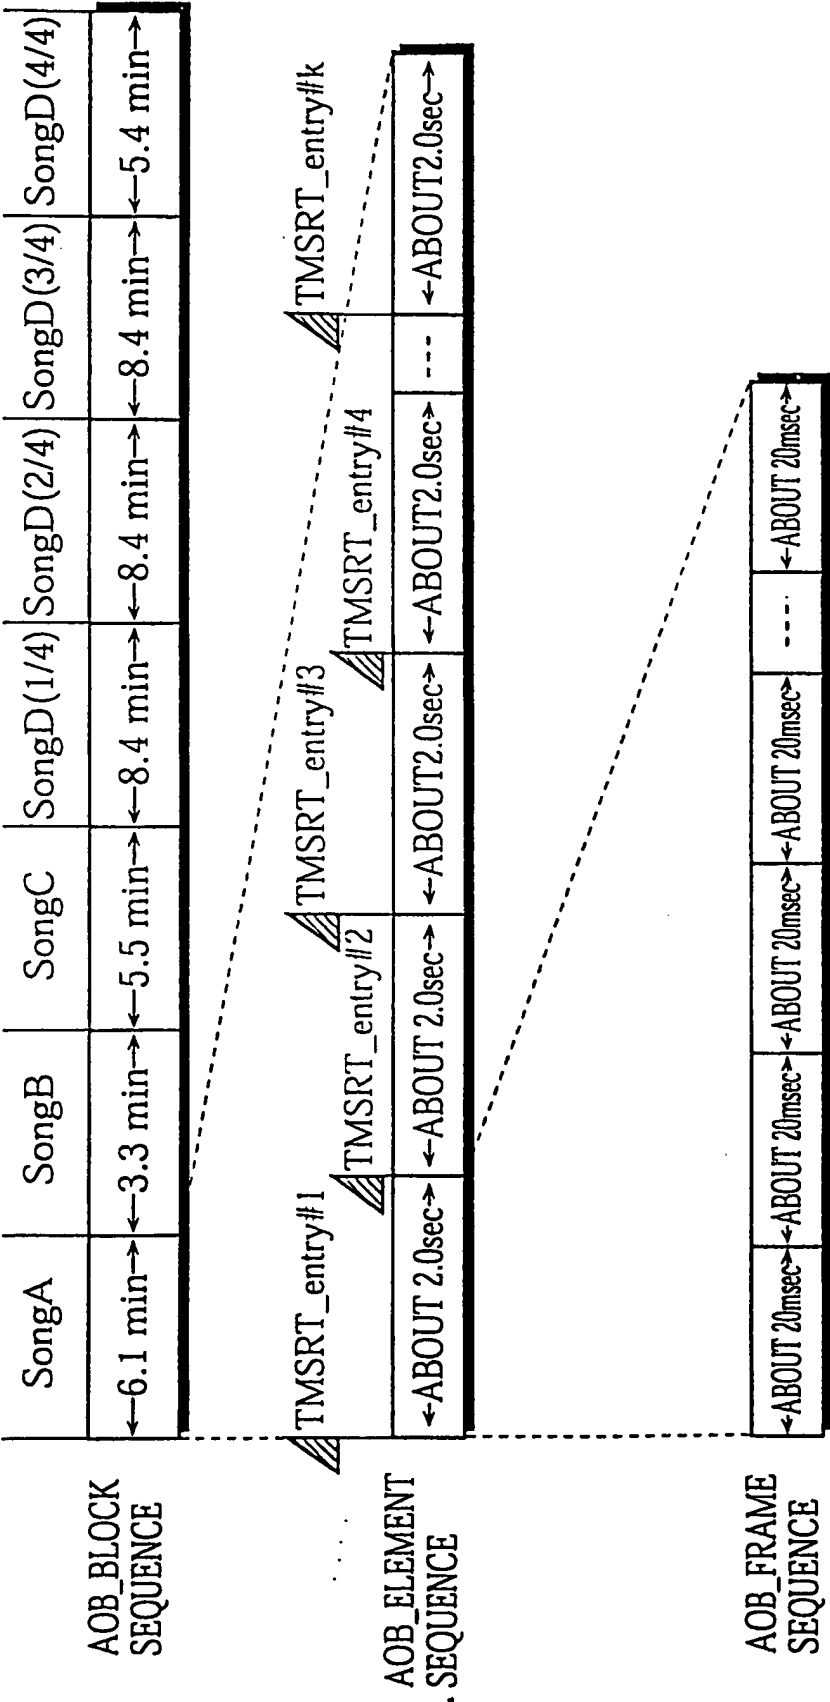 SongA
SongB
SongC
SongD(1/4)
SongD(2/4)
SongD(3/4)
SongD(4/4)
AOB_BLOCK
SEQUENCE
6.1 min
3.3 min
5.5 min
8.4 min
8.4 min
8.4 min
5.4 min
TMSRT_entry#1
TMSRT_entry#2
TMSRT_entry#3
TMSRT_entry#4
TMSRT_entry#k
AOB_ELEMENT
SEQUENCE
ABOUT 2.0sec
ABOUT 2.0sec
ABOUT2.0sec
ABOUT2.0sec
----
ABOUT2.0sec
AOB_FRAME
SEQUENCE
ABOUT 20msec
ABOUT 20msec
ABOUT 20msec
ABOUT 20msec
----
ABOUT 20msec